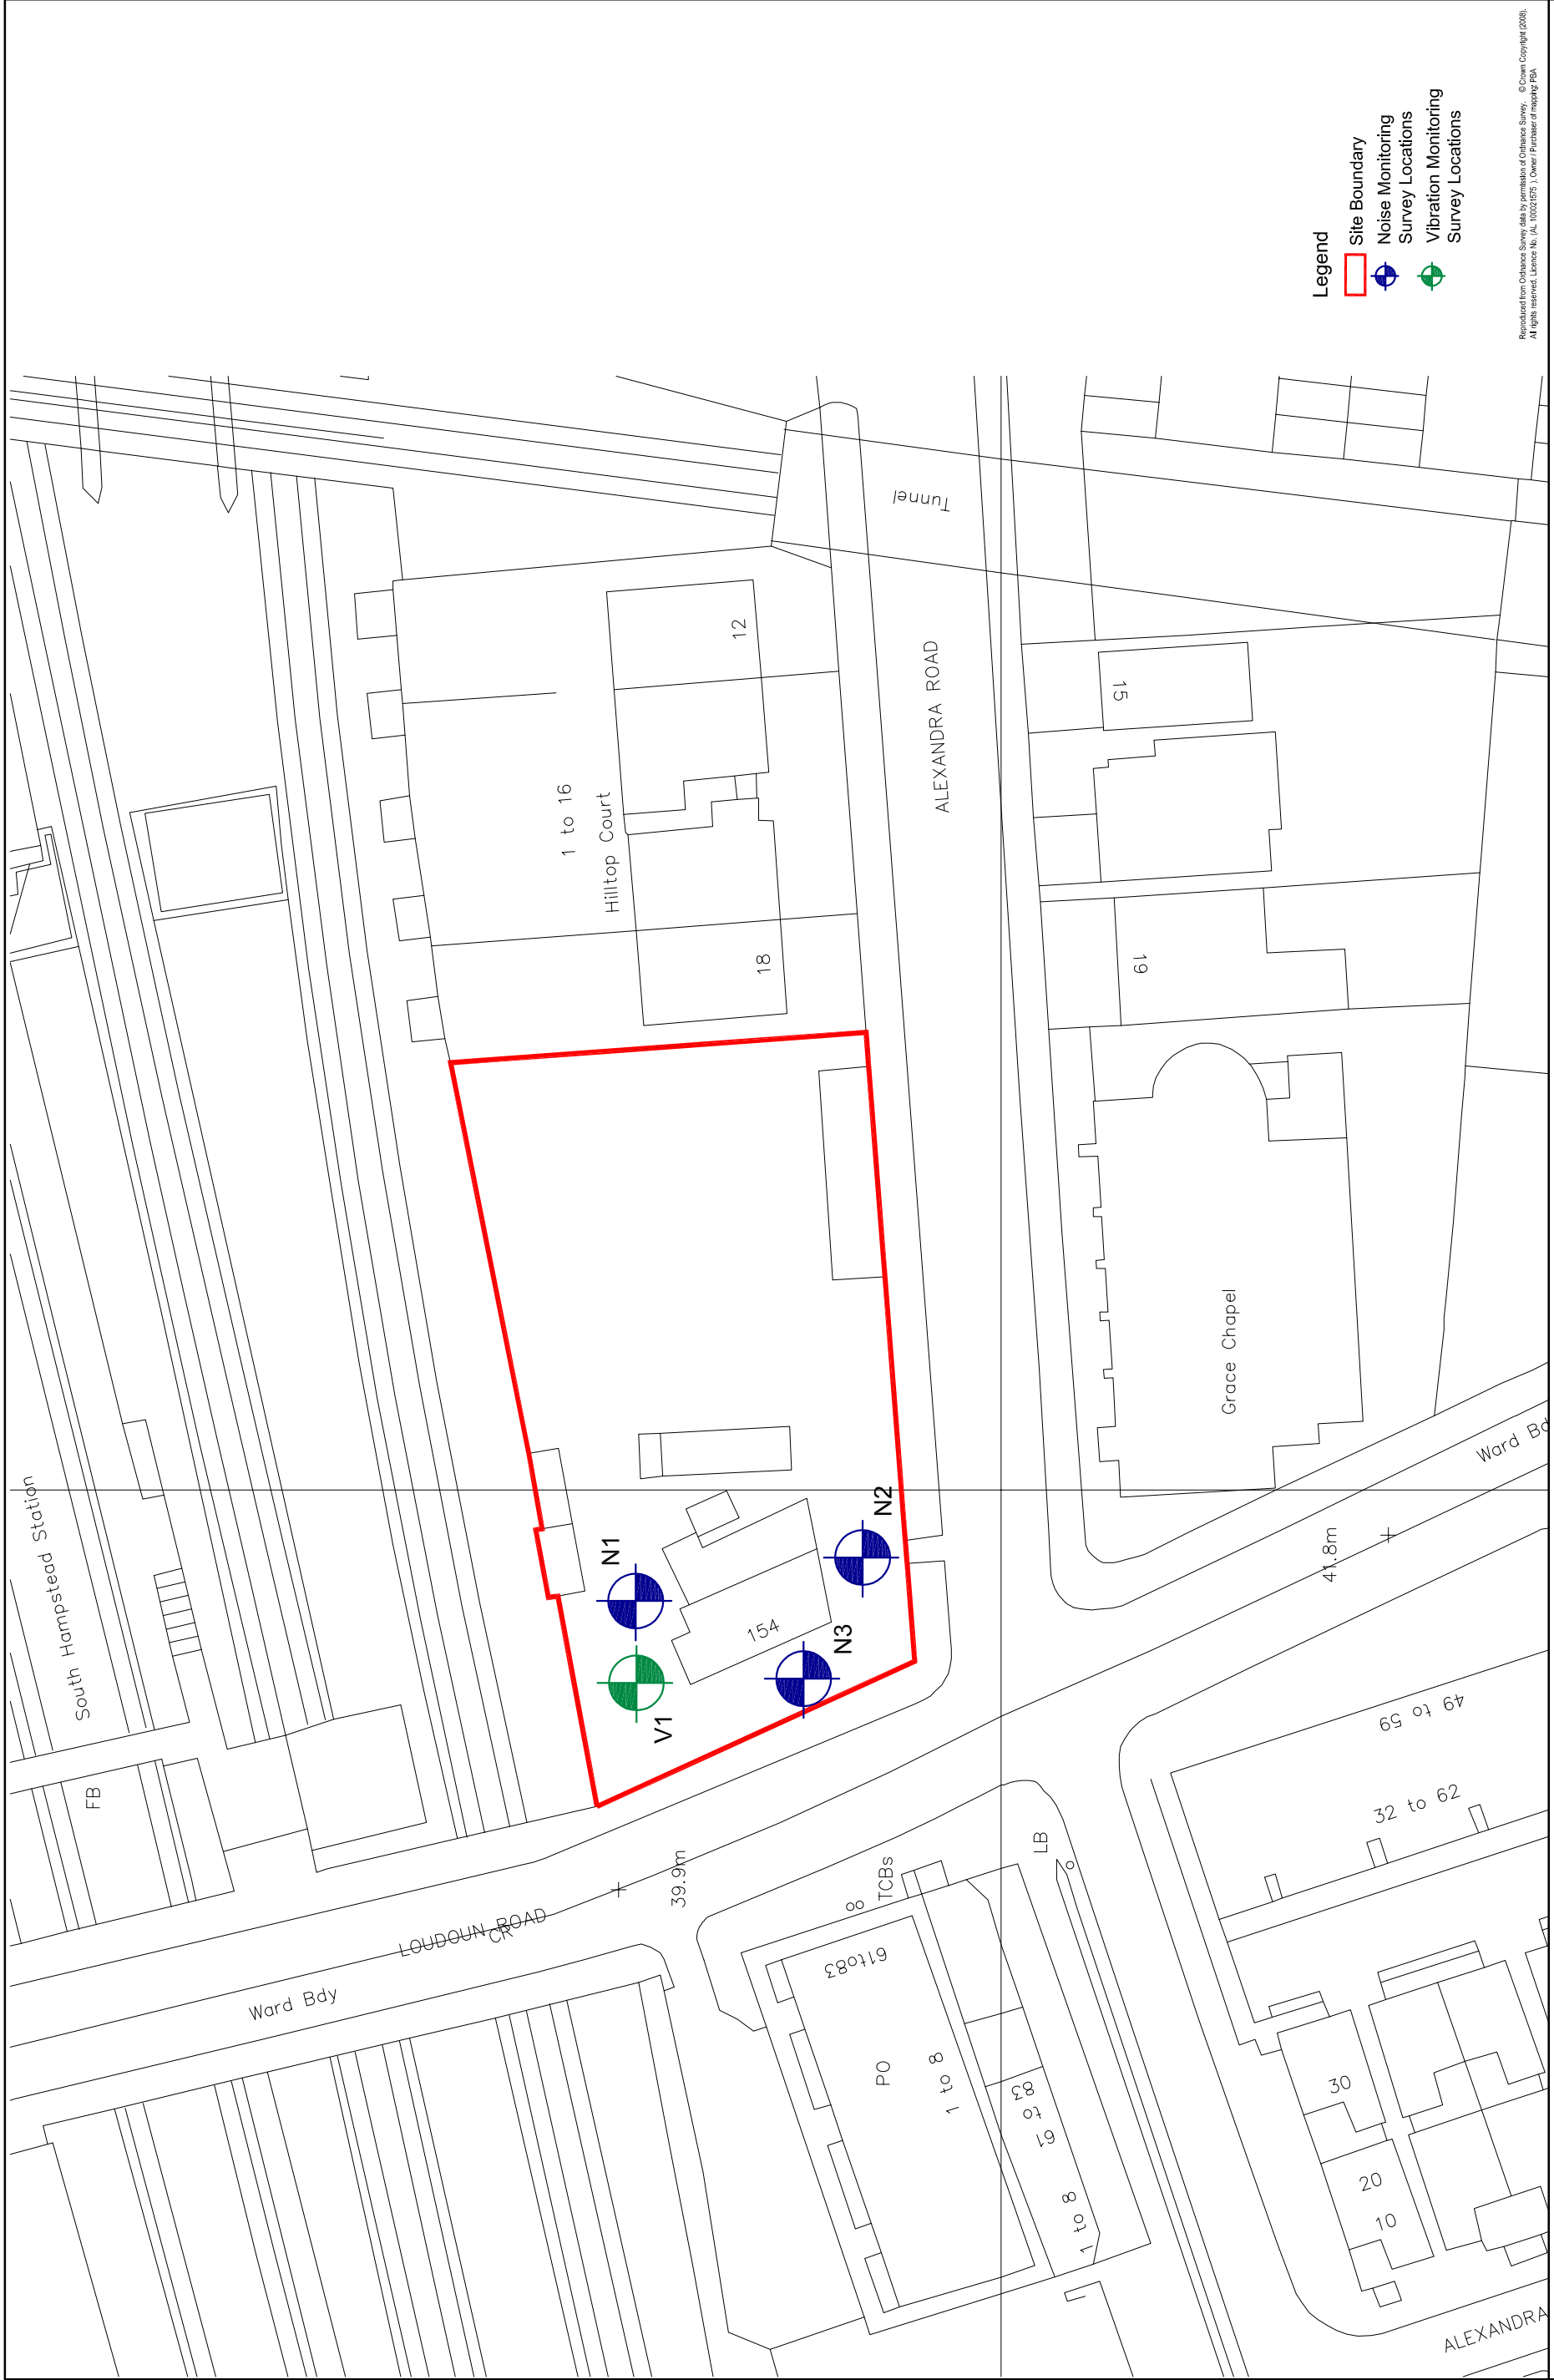 South Hampstead Station
FB
LOUDOUN ROAD
CR
Ward Bdy
39.9m
V1
N1
N3
N2
154
1 to 16
Hilltop Court
12
18
ALEXANDRA ROAD
Tunnel
15
19
Grace Chapel
Ward Bd
41.8m
TCBs
LB
61to83
PO
1 to 8
61
to
83
1 to 8
49 to 59
32 to 62
30
20
10
ALEXANDRA
Legend
Site Boundary
Noise Monitoring
Survey Locations
Vibration Monitoring
Survey Locations
Reproduced from Ordnance Survey data by permission of Ordnance Survey. © Crown Copyright (2008).
All rights reserved. Licence No. (AL 100021575 ). Owner / Purchaser of mapping: PBA